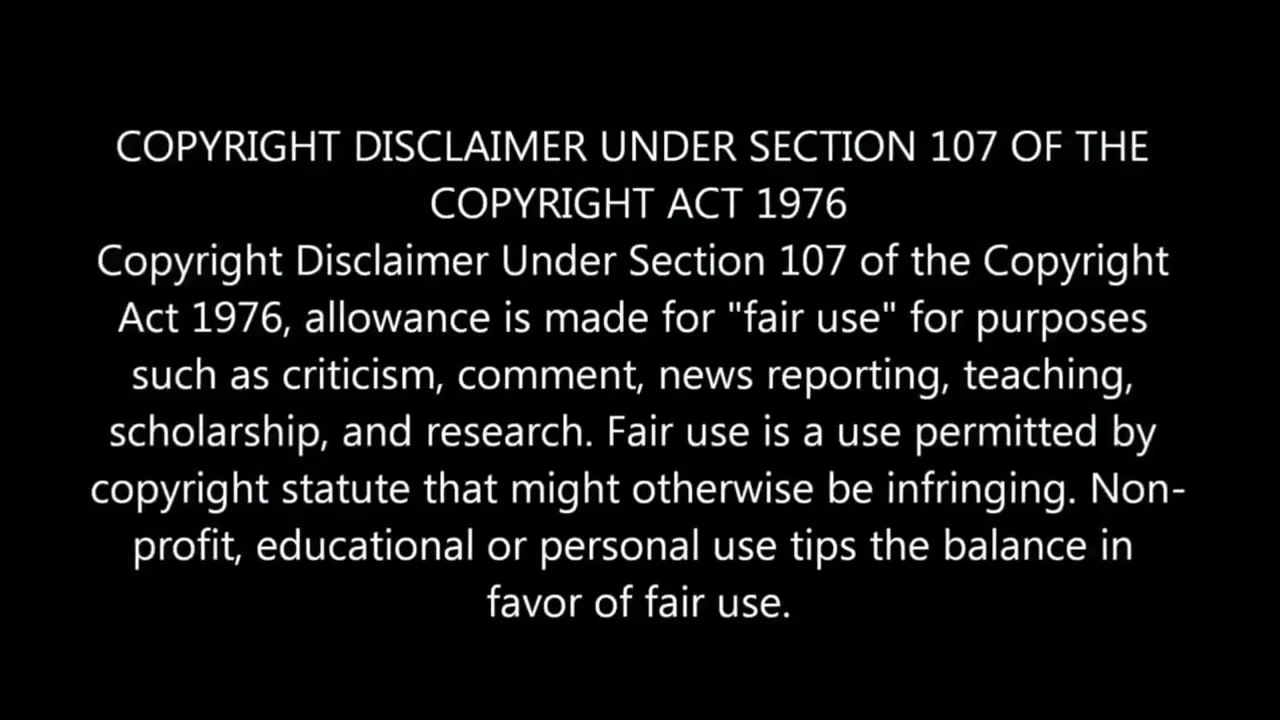 COPYRIGHT DISCLAIMER UNDER SECTION 107 OF THE
COPYRIGHT ACT 1976
Copyright Disclaimer Under Section 107 of the Copyright
Act 1976, allowance is made for "fair use" for purposes
such as criticism, comment, news reporting, teaching,
scholarship, and research. Fair use is a use permitted by
copyright statute that might otherwise be infringing. Non-
profit, educational or personal use tips the balance in
favor of fair use.